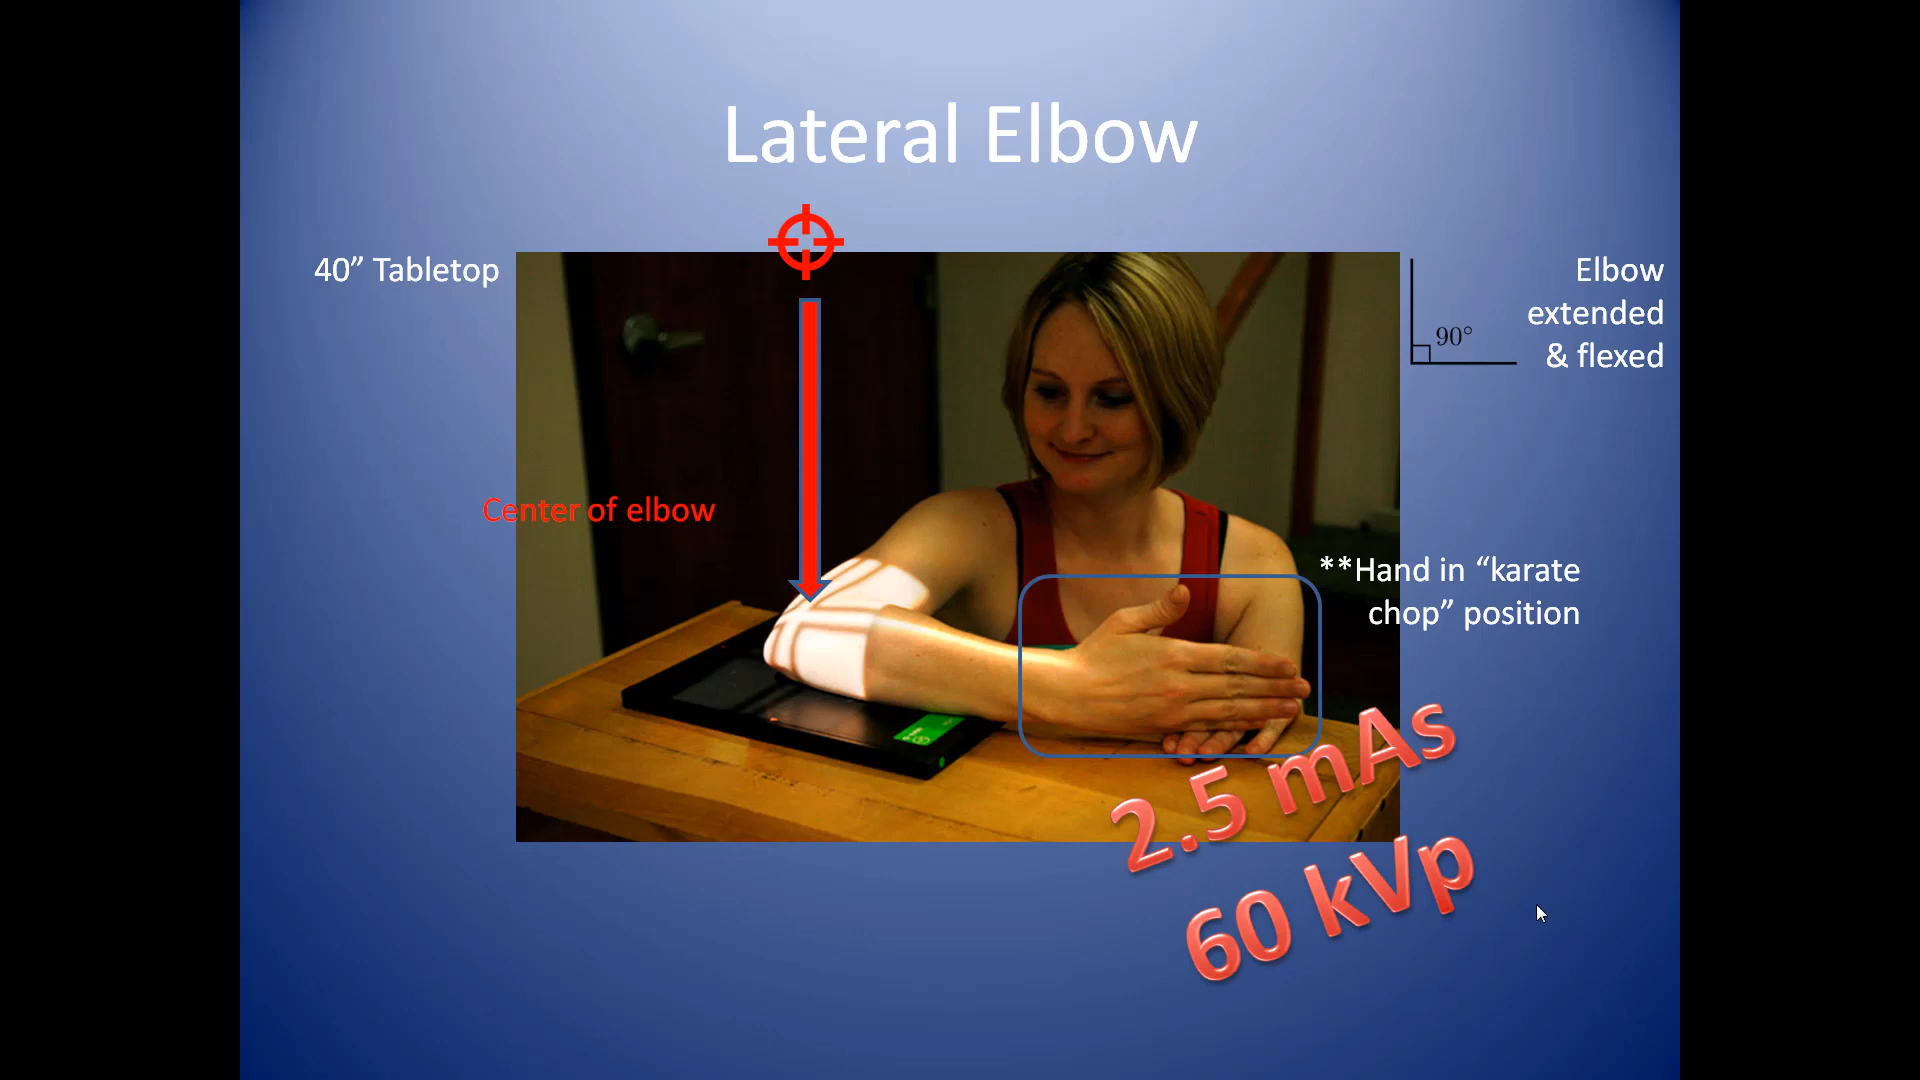 Lateral Elbow
40” Tabletop
90°
Elbow
extended
& flexed
Center of elbow
**Hand in “karate
chop” position
2.5 mAs
60 kVp